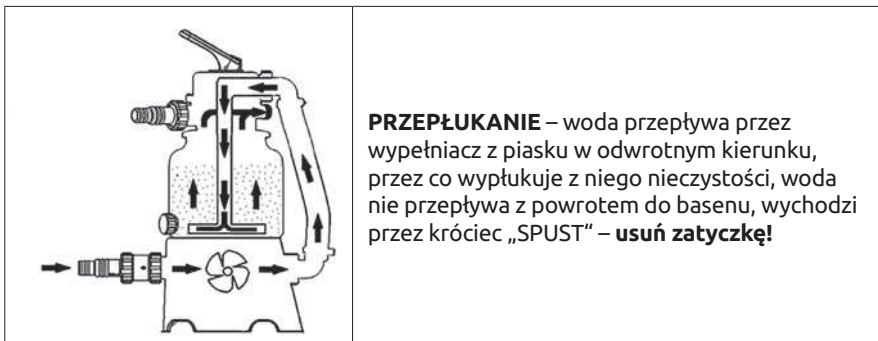 PRZEPŁUKANIE – woda przepływa przez
wypełniacz z piasku w odwrotnym kierunku,
przez co wypłukuje z niego nieczystości, woda
nie przepływa z powrotem do basenu, wychodzi
przez króciec „SPUST“ – usuń zatyczkę!